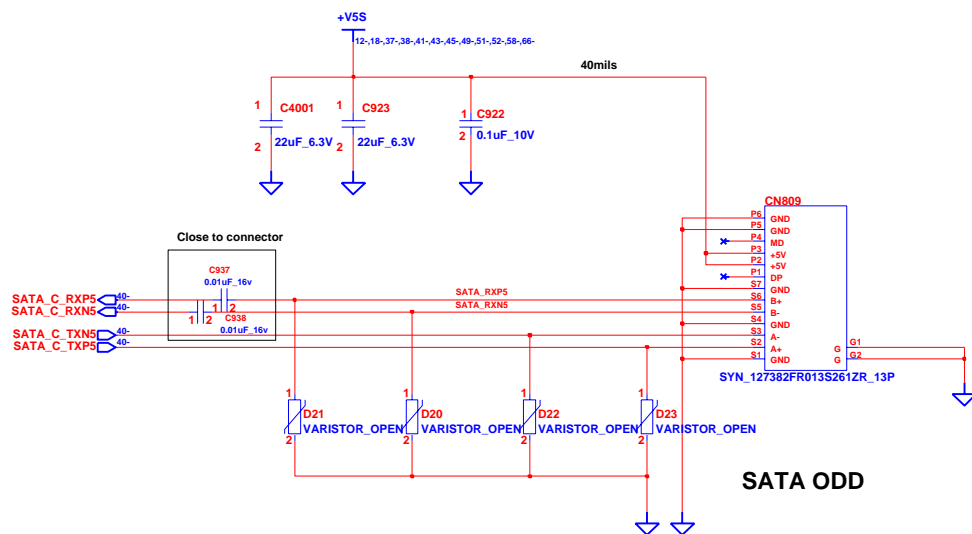 +V5S
12-,18-,37-,38-,41-,43-,45-,49-,51-,52-,58-,66-
40mils
1 C4001
2 22uF_6.3V
1 C923
2 22uF_6.3V
1 C922
2 0.1uF_10V
CN809
P6 GND
P5 GND
P4 MD
P3 +5V
P2 +5V
P1 DP
S7 GND
S6 B+
S5 B-
S4 GND
S3 A-
S2 A+
S1 GND
G G1
G G2
SYN_127382FR013S261ZR_13P
Close to connector
C937
0.01uF_16v
1 2
1 2
C938
0.01uF_16v
SATA_C_RXP5 40-
SATA_C_RXN5 40-
SATA_C_TXN5 40-
SATA_C_TXP5 40-
SATA_RXP5
SATA_RXN5
1 D21
2 VARISTOR_OPEN
1 D20
2 VARISTOR_OPEN
1 D22
2 VARISTOR_OPEN
1 D23
2 VARISTOR_OPEN
SATA ODD